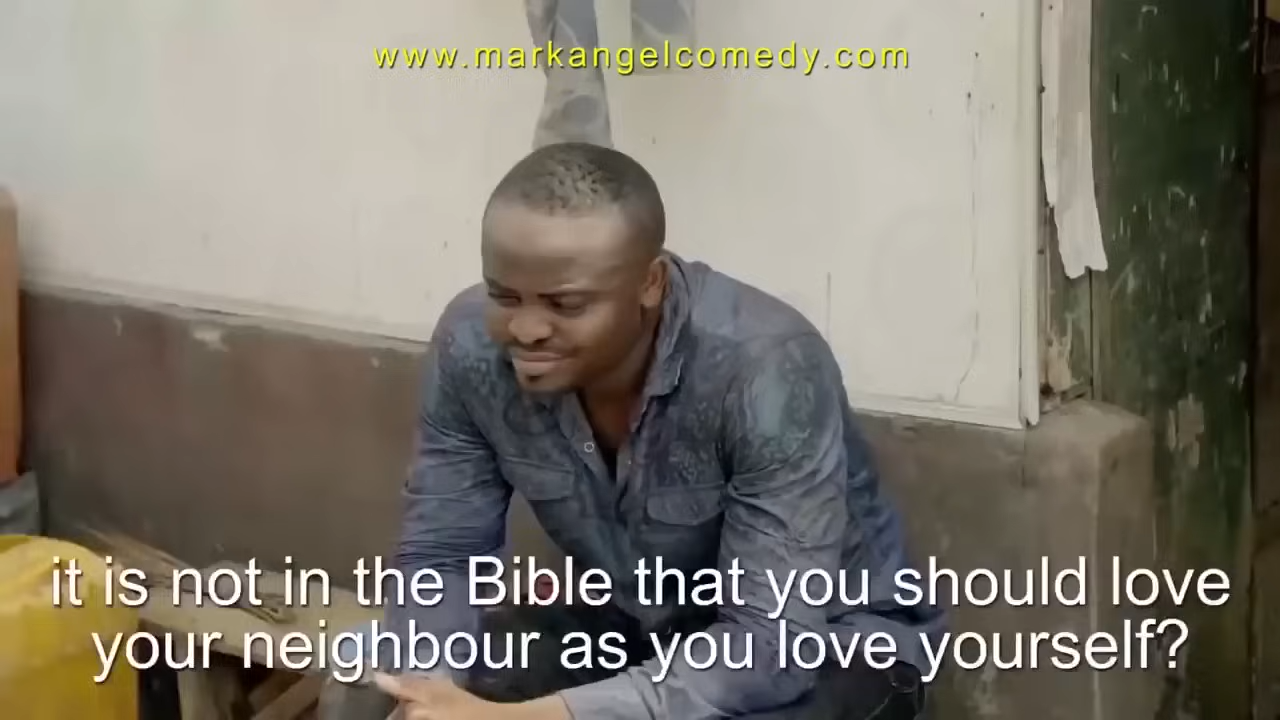 www.markangelcomedy.com
it is not in the Bible that you should love
your neighbour as you love yourself?